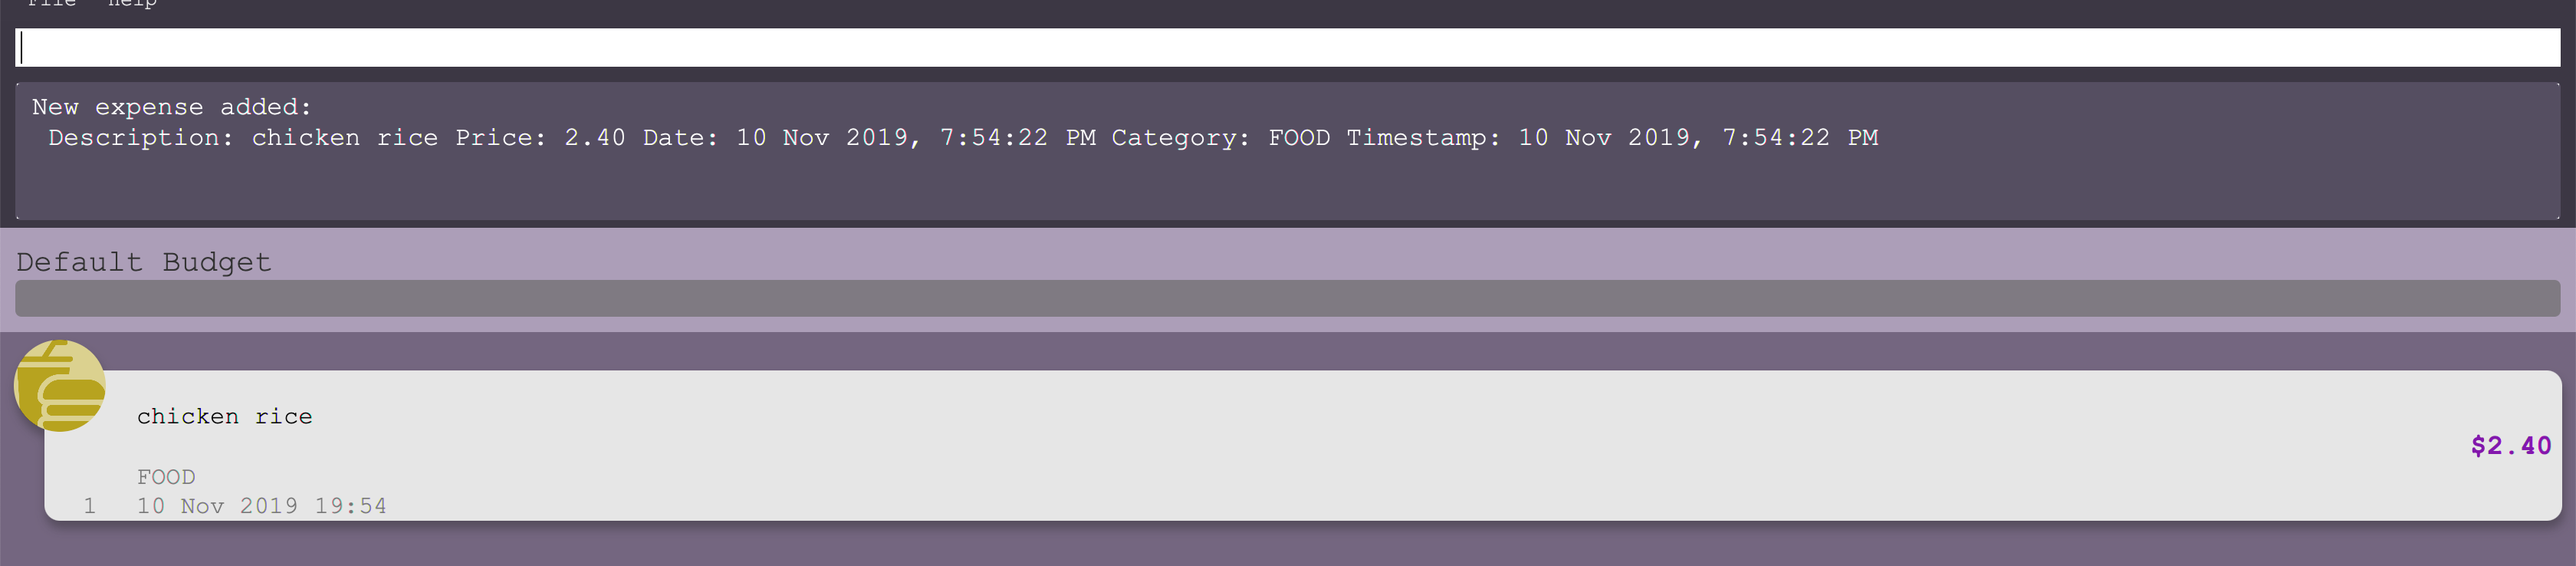 File Help
New expense added:
Description: chicken rice Price: 2.40 Date: 10 Nov 2019, 7:54:22 PM Category: FOOD Timestamp: 10 Nov 2019, 7:54:22 PM
Default Budget
chicken rice
$2.40
FOOD
1 10 Nov 2019 19:54